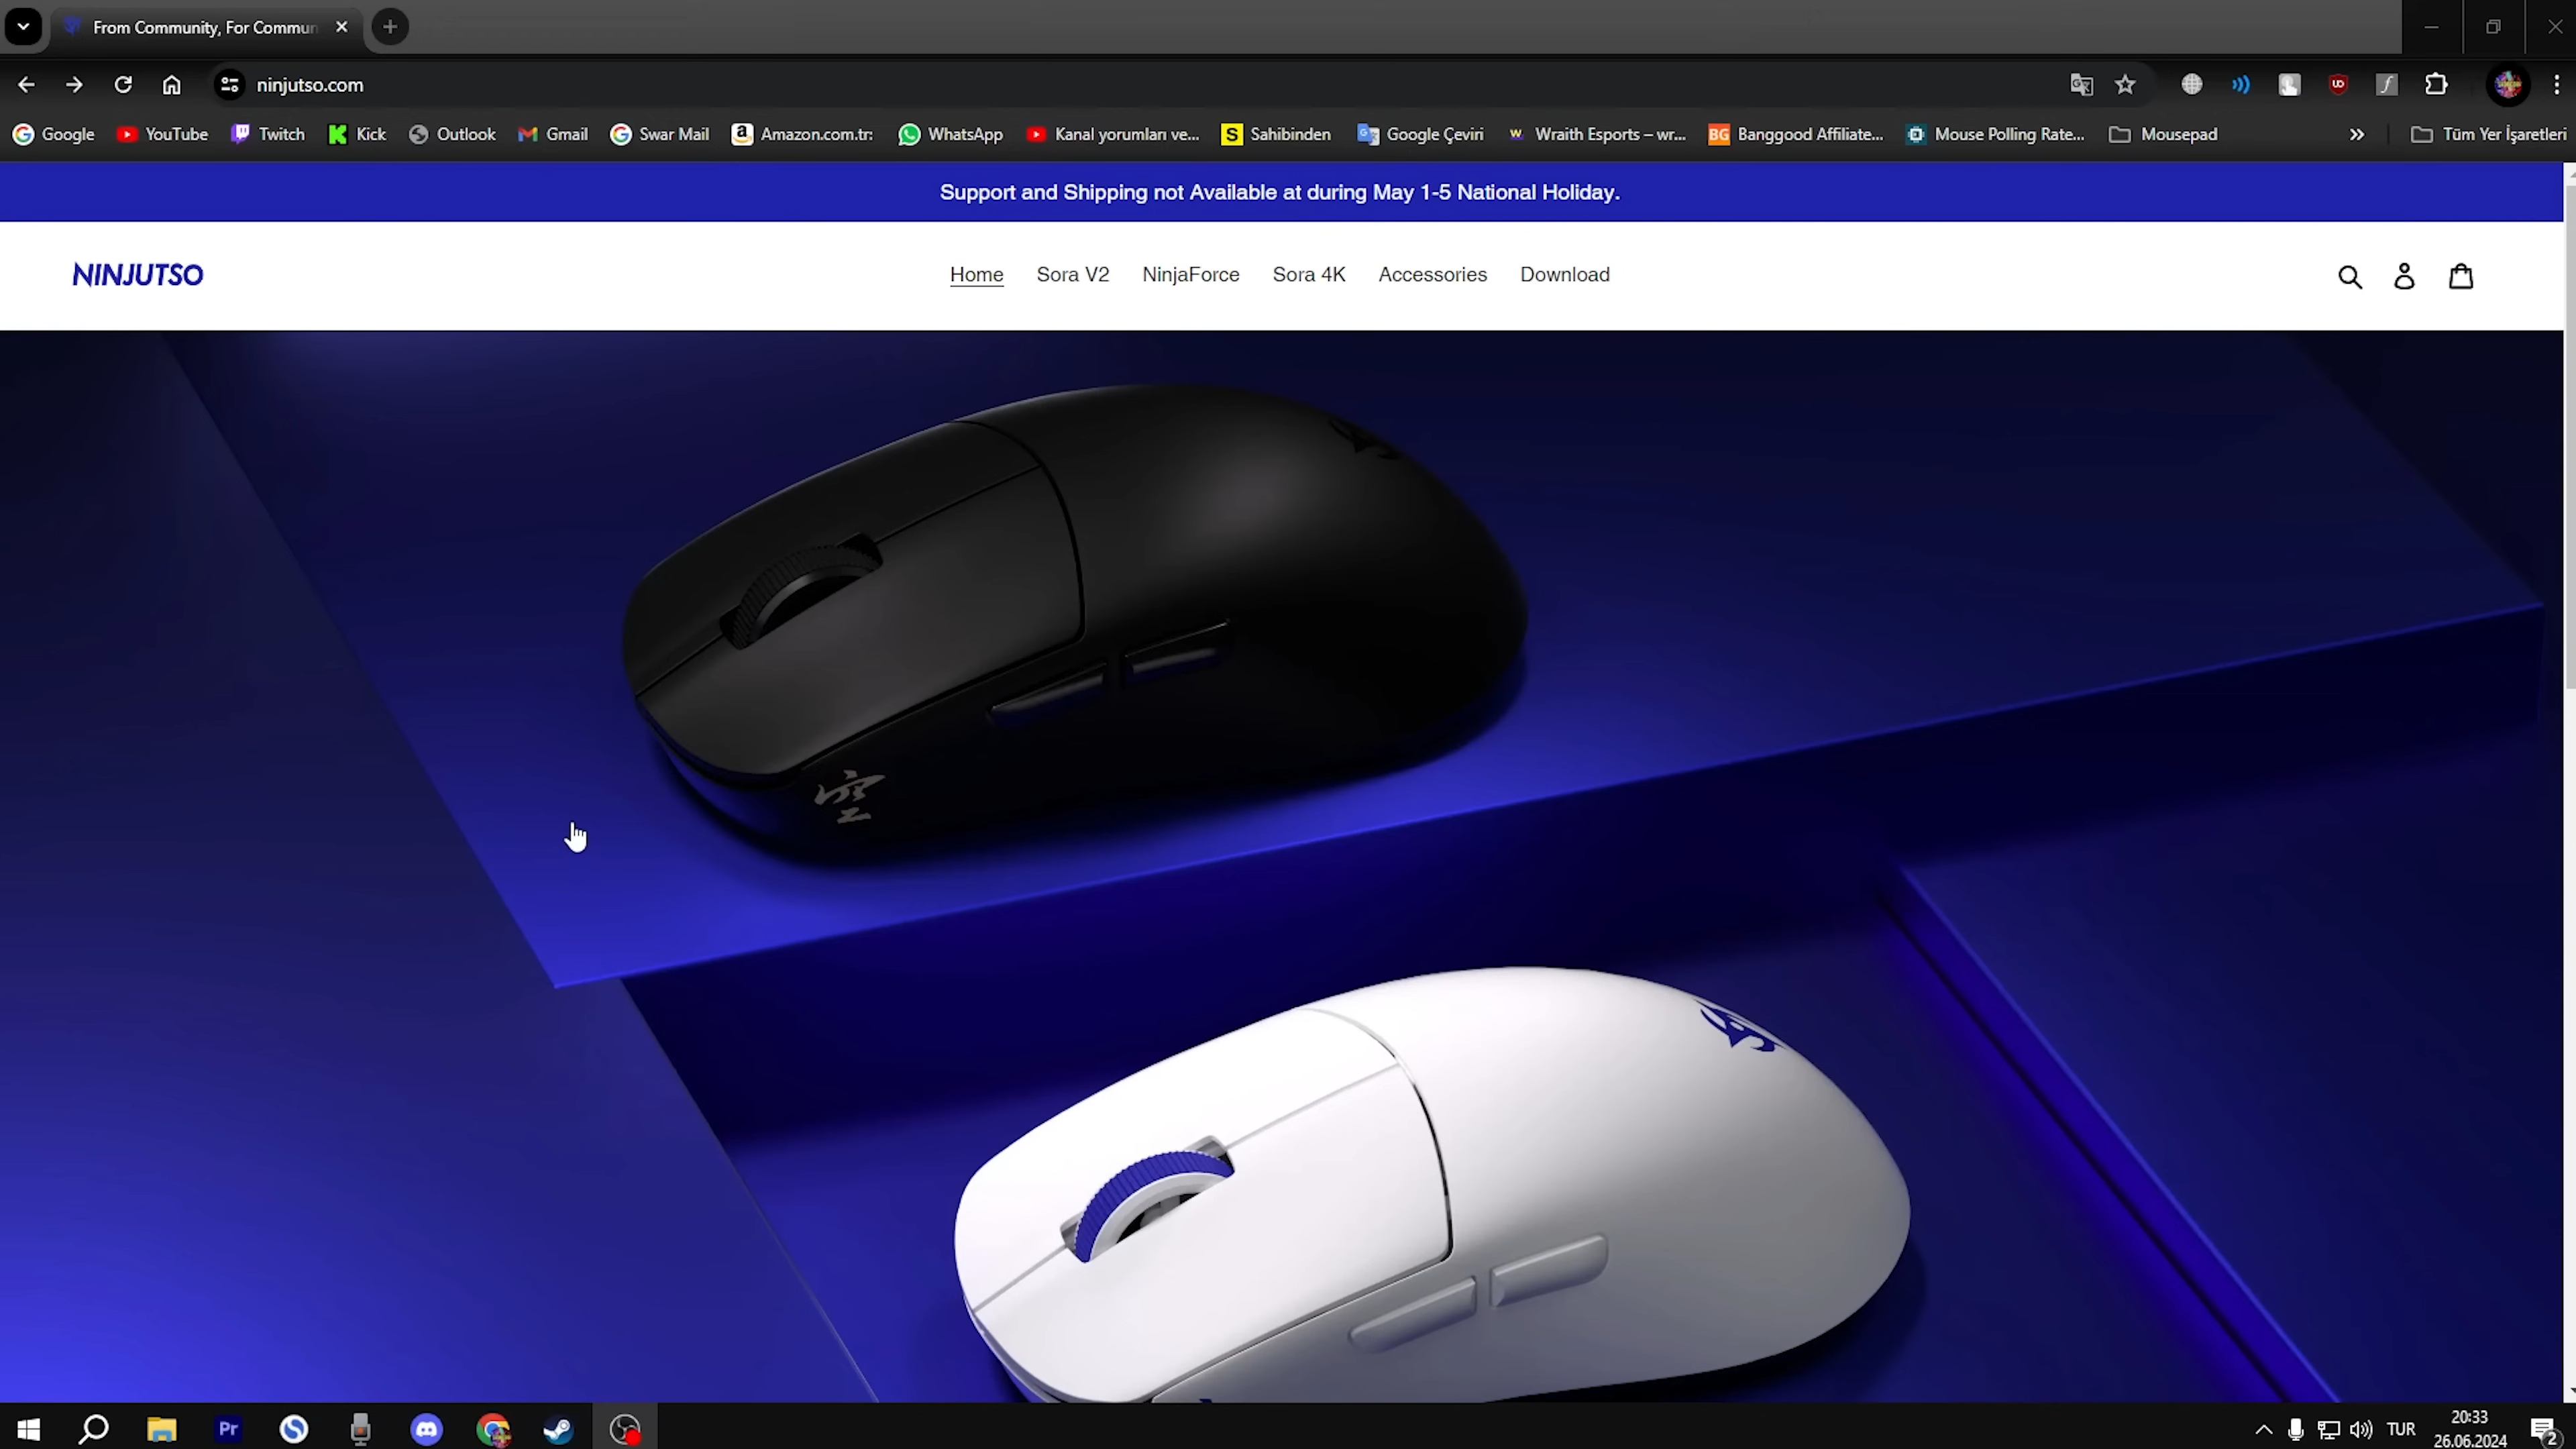 From Community, For Commun
ninjutso.com
Google
YouTube
Twitch
Kick
Outlook
Gmail
Swar Mail
Amazon.com.tr:
WhatsApp
Kanal yorumları ve...
Sahibinden
Google Çeviri
Wraith Esports – wr...
Banggood Affiliate...
Mouse Polling Rate...
Mousepad
Tüm Yer İşaretleri
Support and Shipping not Available at during May 1-5 National Holiday.
NINJUTSO
Home
Sora V2
NinjaForce
Sora 4K
Accessories
Download
空
Pr
TUR
20:33
26.06.2024
2